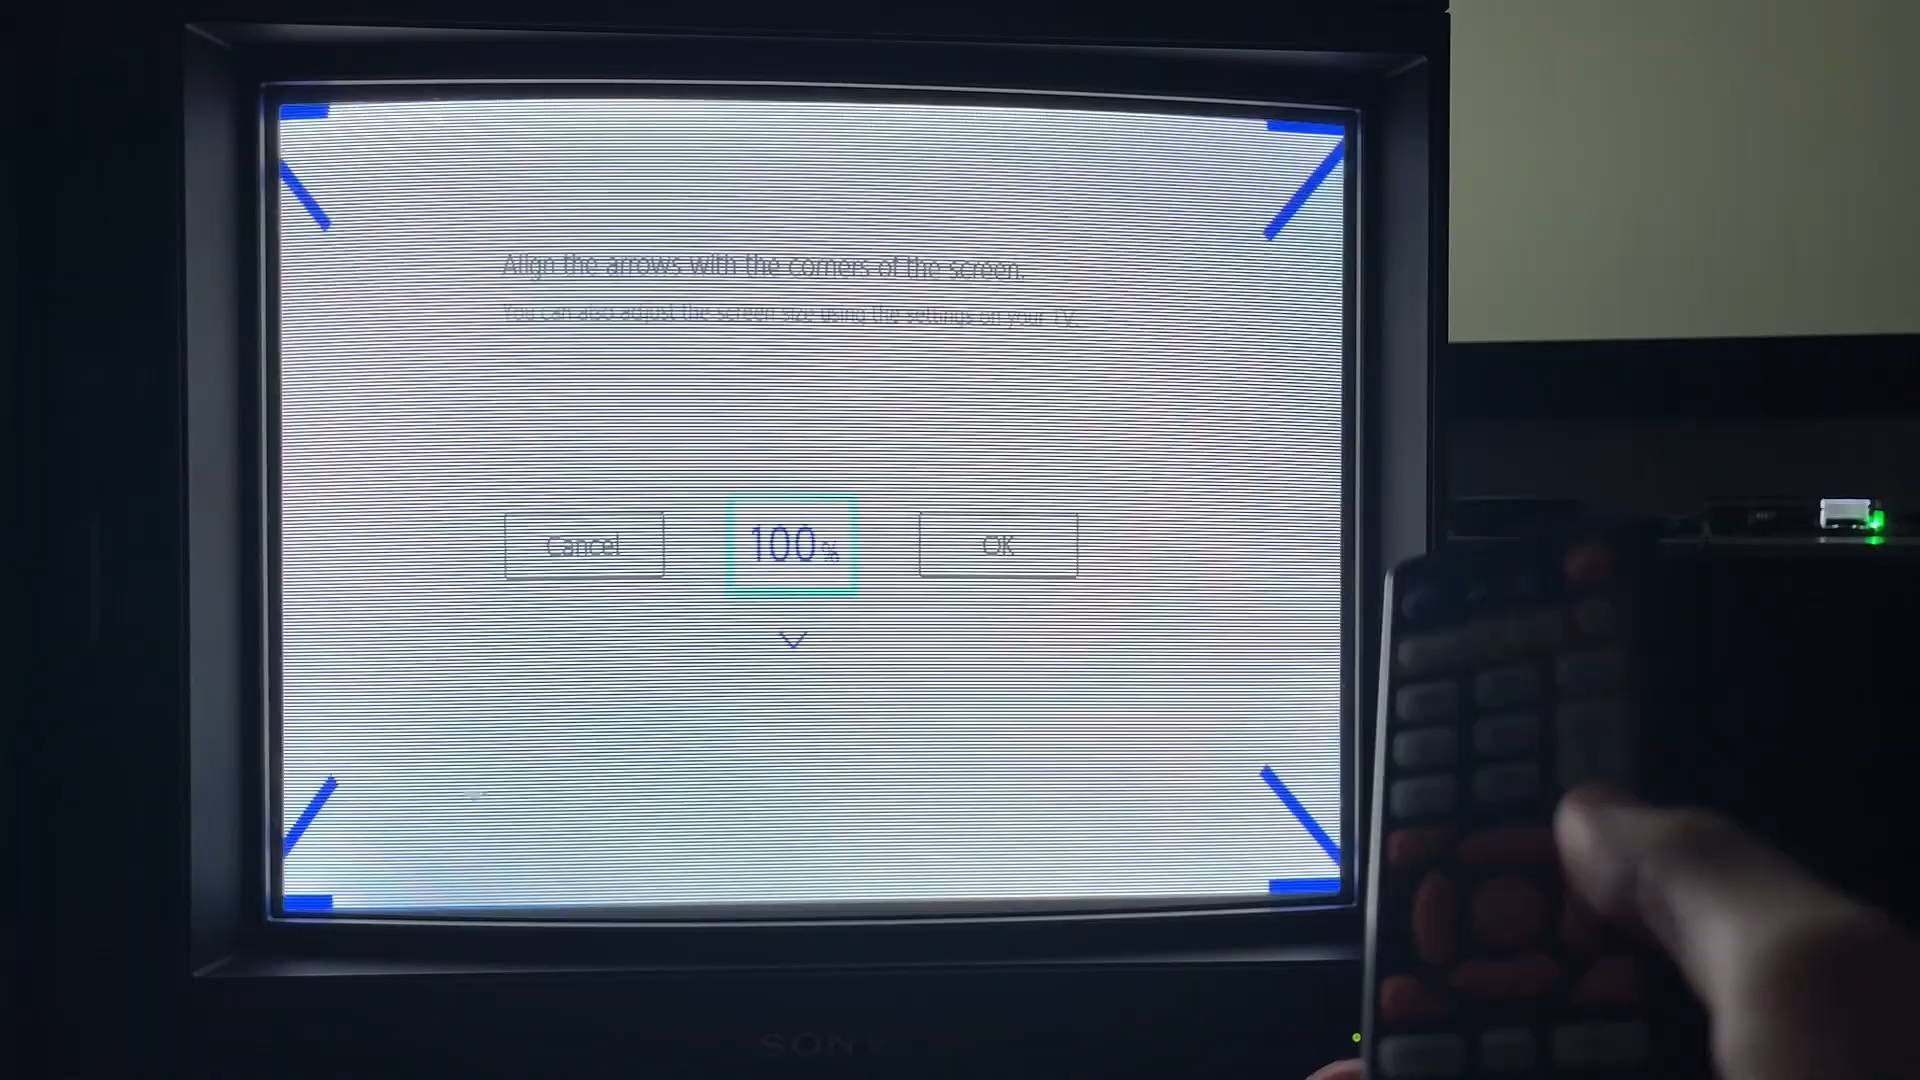 Align the arrows with the corners of the screen.
You can also adjust the screen size using the settings on your TV.
Cancel
100%
OK
SONY